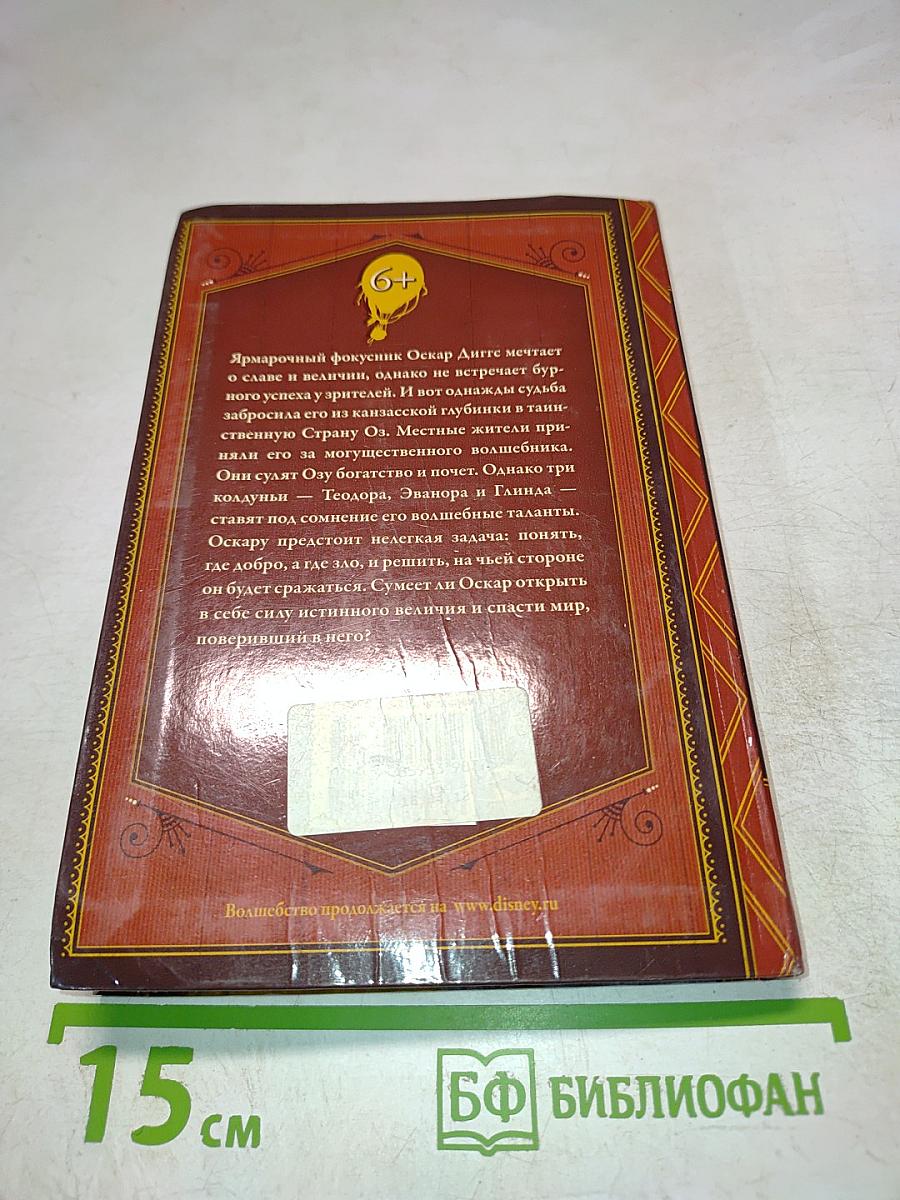 6+
Ярмарочный фокусник Оскар Диггс мечтает
о славе и величии, однако не встречает бур-
ного успеха у зрителей. И вот однажды судьба
забросила его из канзасской глубинки в таин-
ственную Страну Оз. Местные жители при-
няли его за могущественного волшебника.
Они сулят Озу богатство и почет. Однако три
колдуньи — Теодора, Эванора и Глинда —
ставят под сомнение его волшебные таланты.
Оскару предстоит нелегкая задача: понять,
где добро, а где зло, и решить, на чьей стороне
он будет сражаться. Сумеет ли Оскар открыть
в себе силу истинного величия и спасти мир,
поверивший в него?
Волшебство продолжается на www.disney.ru
15 см
БФ БИБЛИОФАН